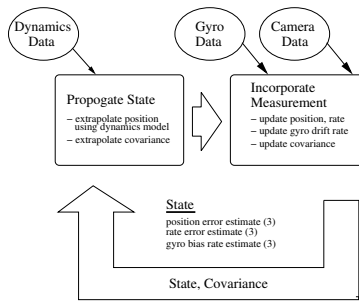 Dynamics
Data
Gyro
Data
Camera
Data
Propogate State
– extrapolate position
using dynamics model
– extrapolate covariance
Incorporate
Measurement
– update position, rate
– update gyro drift rate
– update covariance
State
position error estimate (3)
rate error estimate (3)
gyro bias rate estimate (3)
State, Covariance